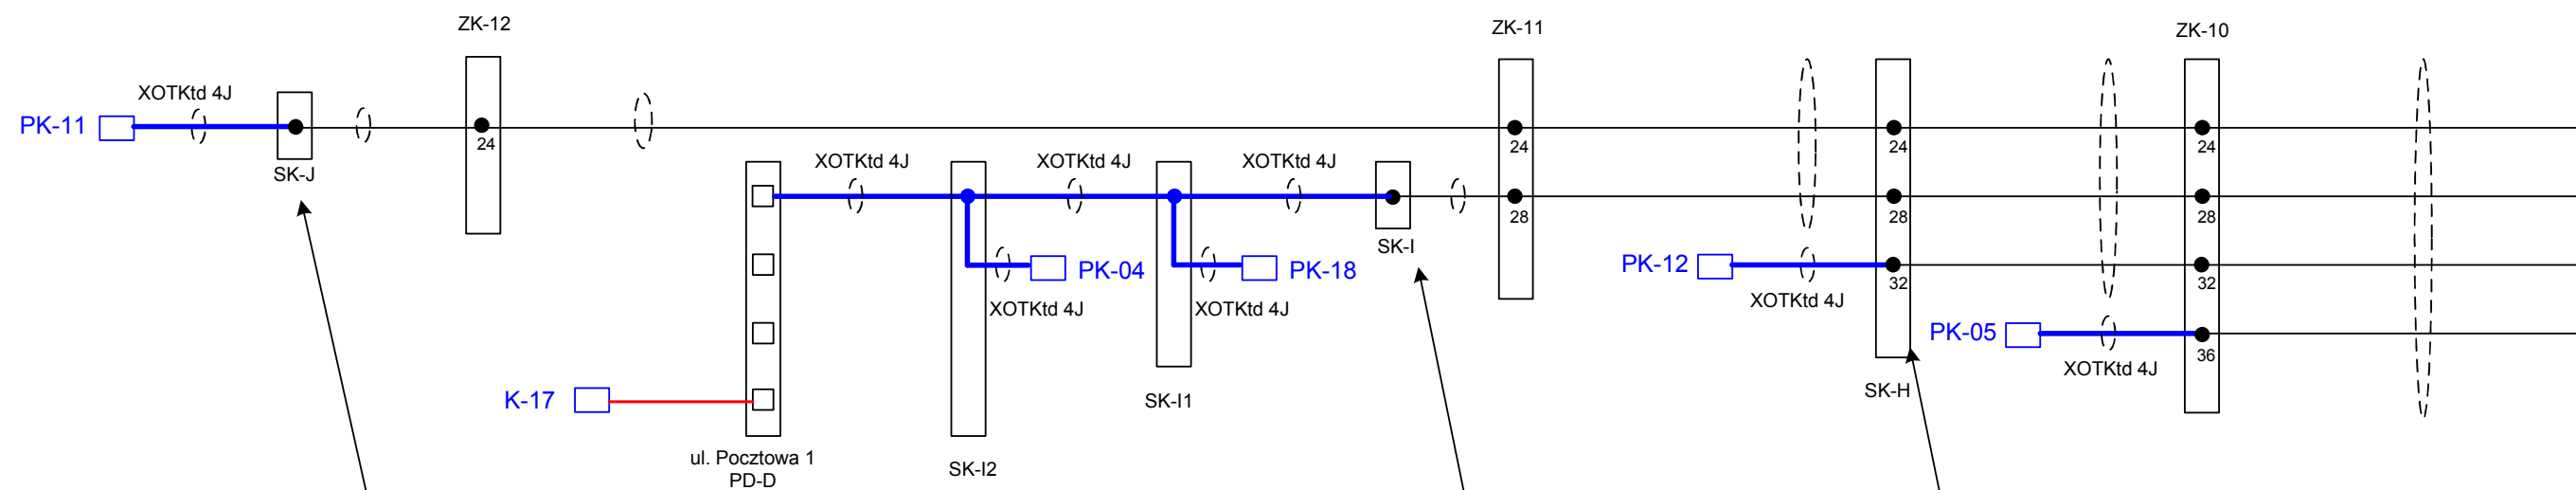 ZK-12
ZK-11
ZK-10
XOTKtd 4J
PK-11
SK-J
24
24
24
24
XOTKtd 4J
XOTKtd 4J
XOTKtd 4J
28
28
28
SK-I
PK-04
PK-18
PK-12
32
32
XOTKtd 4J
XOTKtd 4J
XOTKtd 4J
PK-05
36
XOTKtd 4J
SK-H
K-17
SK-I1
ul. Pocztowa 1
PD-D
SK-I2